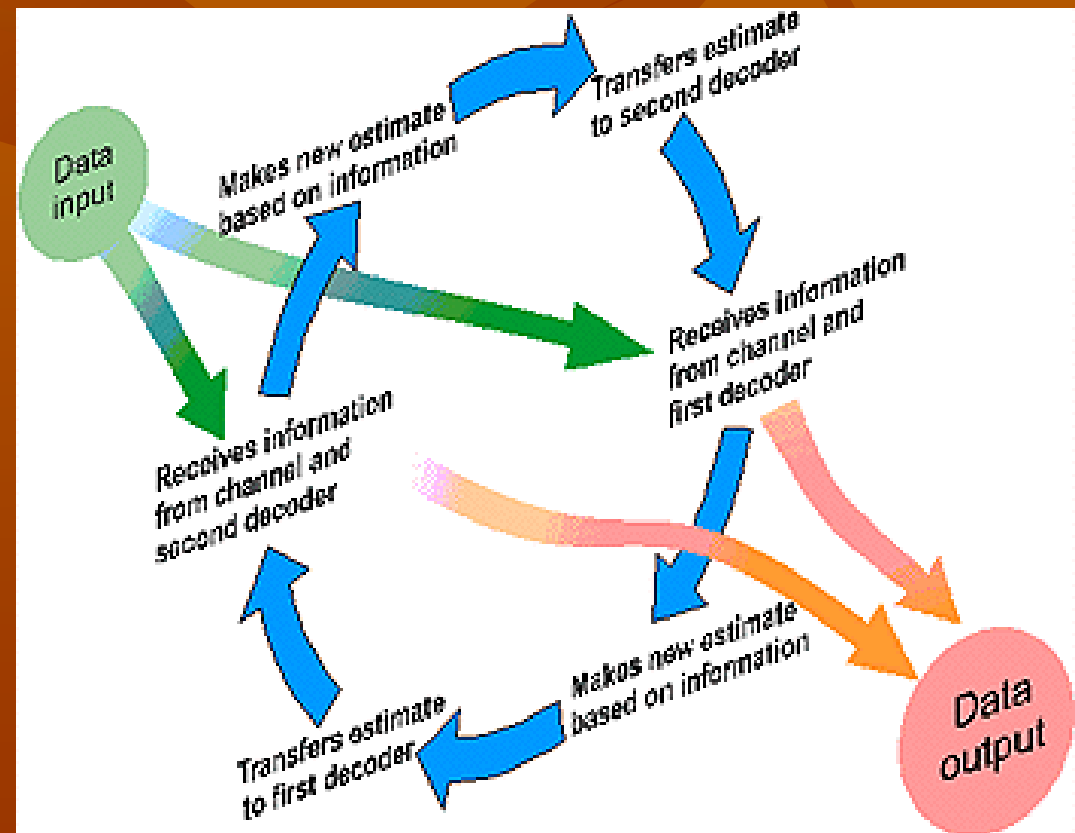 Data
input
Makes new estimate
based on information
Transfers estimate
to second decoder
Receives information
from channel and
first decoder
Receives information
from channel and
second decoder
Makes new estimate
based on information
Transfers estimate
to first decoder
Data
output